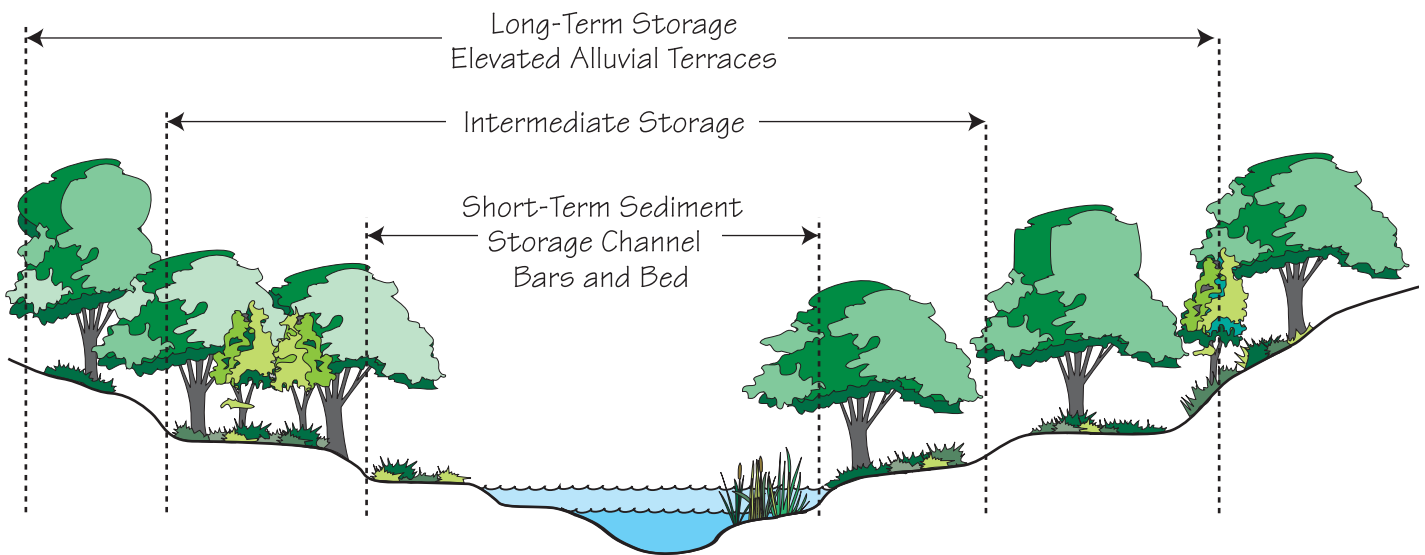 Long-Term Storage
Elevated Alluvial Terraces
Intermediate Storage
Short-Term Sediment
Storage Channel
Bars and Bed